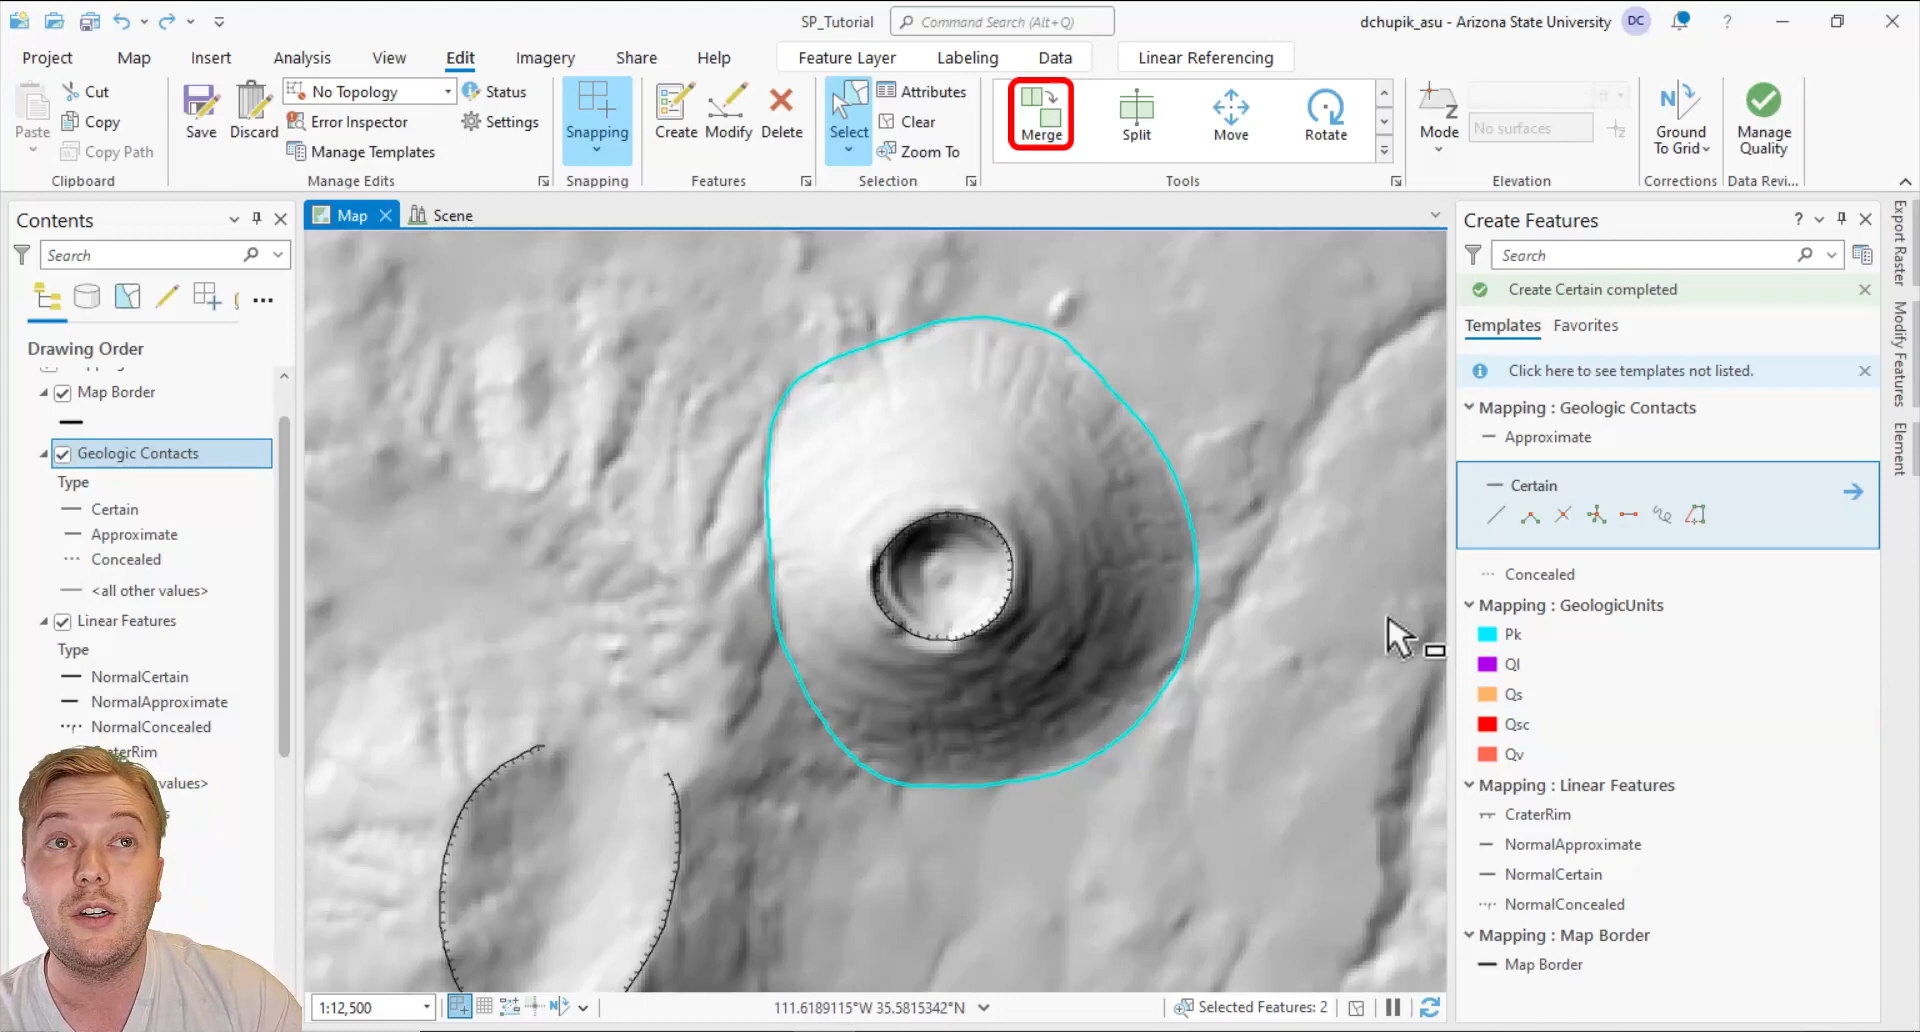 SP_Tutorial
Command Search (Alt+Q)
dchupik_asu - Arizona State University
DC
?
Project
Map
Insert
Analysis
View
Edit
Imagery
Share
Help
Feature Layer
Labeling
Data
Linear Referencing
Paste
Cut
Copy
Copy Path
Clipboard
Save
Discard
No Topology
Error Inspector
Manage Templates
Status
Settings
Manage Edits
Snapping
Snapping
Create
Modify
Delete
Features
Select
Attributes
Clear
Zoom To
Selection
Merge
Split
Move
Rotate
Tools
Mode
No surfaces
Elevation
Ground
To Grid
Corrections
Manage
Quality
Data Revi...
Contents
Search
Drawing Order
Map Border
Geologic Contacts
Type
Certain
Approximate
Concealed
<all other values>
Linear Features
Type
NormalCertain
NormalApproximate
NormalConcealed
values>
Map
Scene
1:12,500
111.6189115°W 35.5815342°N
Selected Features: 2
Create Features
?
Search
Create Certain completed
Templates
Favorites
Click here to see templates not listed.
Mapping : Geologic Contacts
Approximate
Certain
Concealed
Mapping : GeologicUnits
Pk
Ql
Qs
Qsc
Qv
Mapping : Linear Features
CraterRim
NormalApproximate
NormalCertain
NormalConcealed
Mapping : Map Border
Map Border
Export Raster
Modify Features
Element